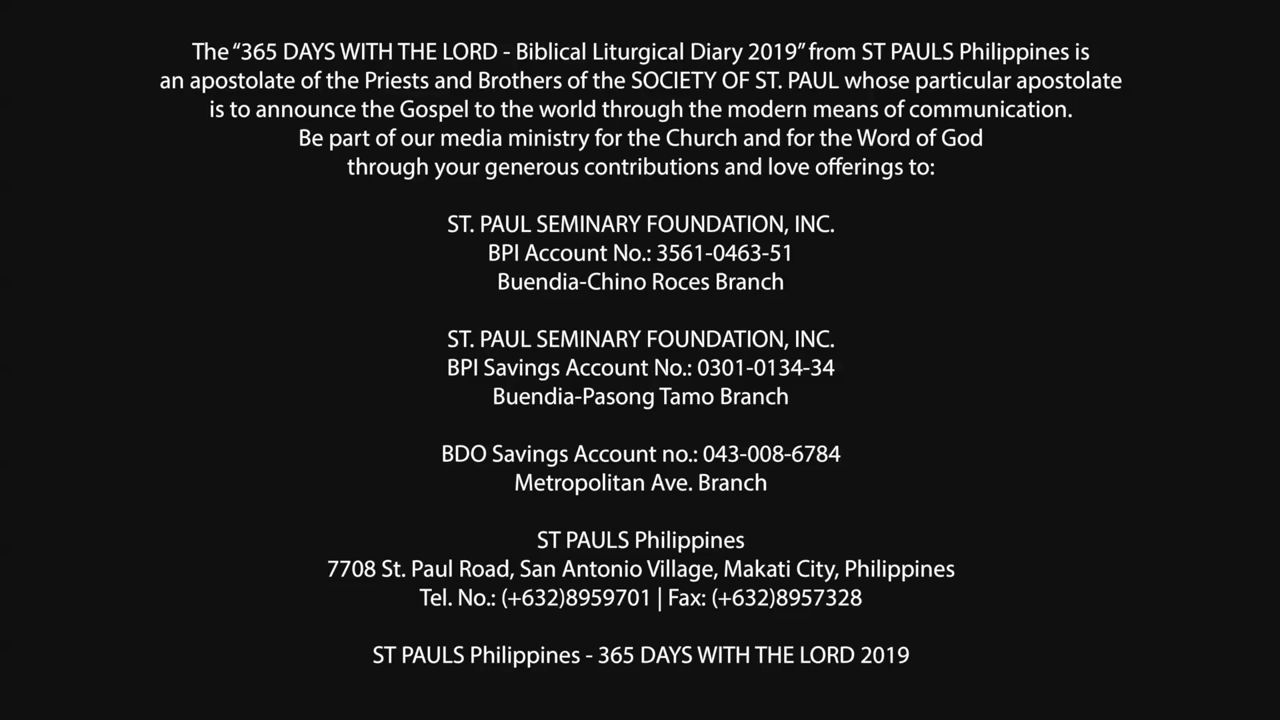 The “365 DAYS WITH THE LORD - Biblical Liturgical Diary 2019” from ST PAULS Philippines is
an apostolate of the Priests and Brothers of the SOCIETY OF ST. PAUL whose particular apostolate
is to announce the Gospel to the world through the modern means of communication.
Be part of our media ministry for the Church and for the Word of God
through your generous contributions and love offerings to:
ST. PAUL SEMINARY FOUNDATION, INC.
BPI Account No.: 3561-0463-51
Buendia-Chino Roces Branch
ST. PAUL SEMINARY FOUNDATION, INC.
BPI Savings Account No.: 0301-0134-34
Buendia-Pasong Tamo Branch
BDO Savings Account no.: 043-008-6784
Metropolitan Ave. Branch
ST PAULS Philippines
7708 St. Paul Road, San Antonio Village, Makati City, Philippines
Tel. No.: (+632)8959701 | Fax: (+632)8957328
ST PAULS Philippines - 365 DAYS WITH THE LORD 2019